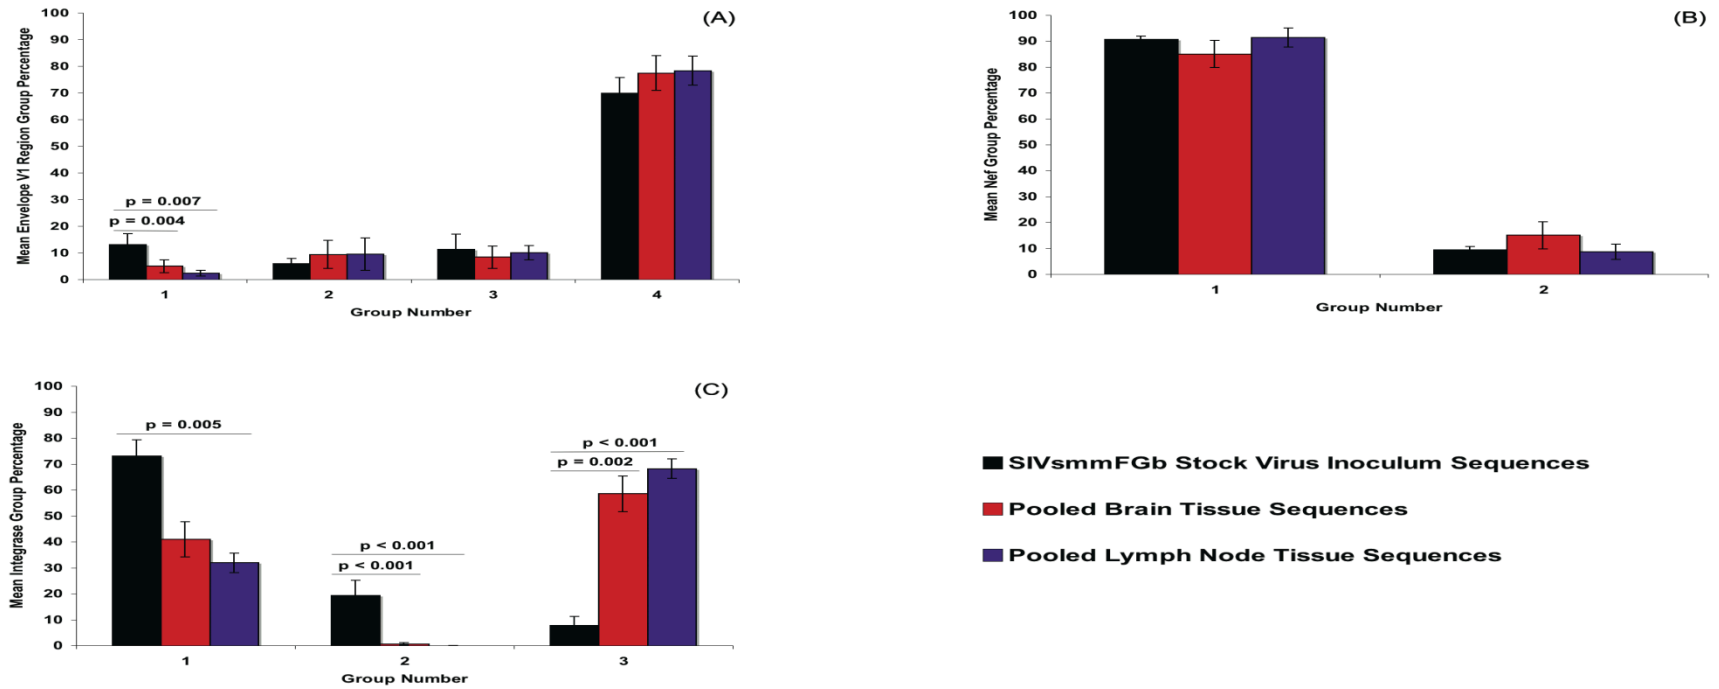 (A)
Mean Envelope V1 Region Group Percentage
100
90
80
70
60
50
40
30
20
10
0
p = 0.007
p = 0.004
1 2 3 4
Group Number
(B)
Mean Nef Group Percentage
100
90
80
70
60
50
40
30
20
10
0
1 2
Group Number
(C)
Mean Integrase Group Percentage
100
90
80
70
60
50
40
30
20
10
0
p = 0.005
p < 0.001
p < 0.001
p < 0.001
p = 0.002
1 2 3
Group Number
SIVsmmFGb Stock Virus Inoculum Sequences
Pooled Brain Tissue Sequences
Pooled Lymph Node Tissue Sequences